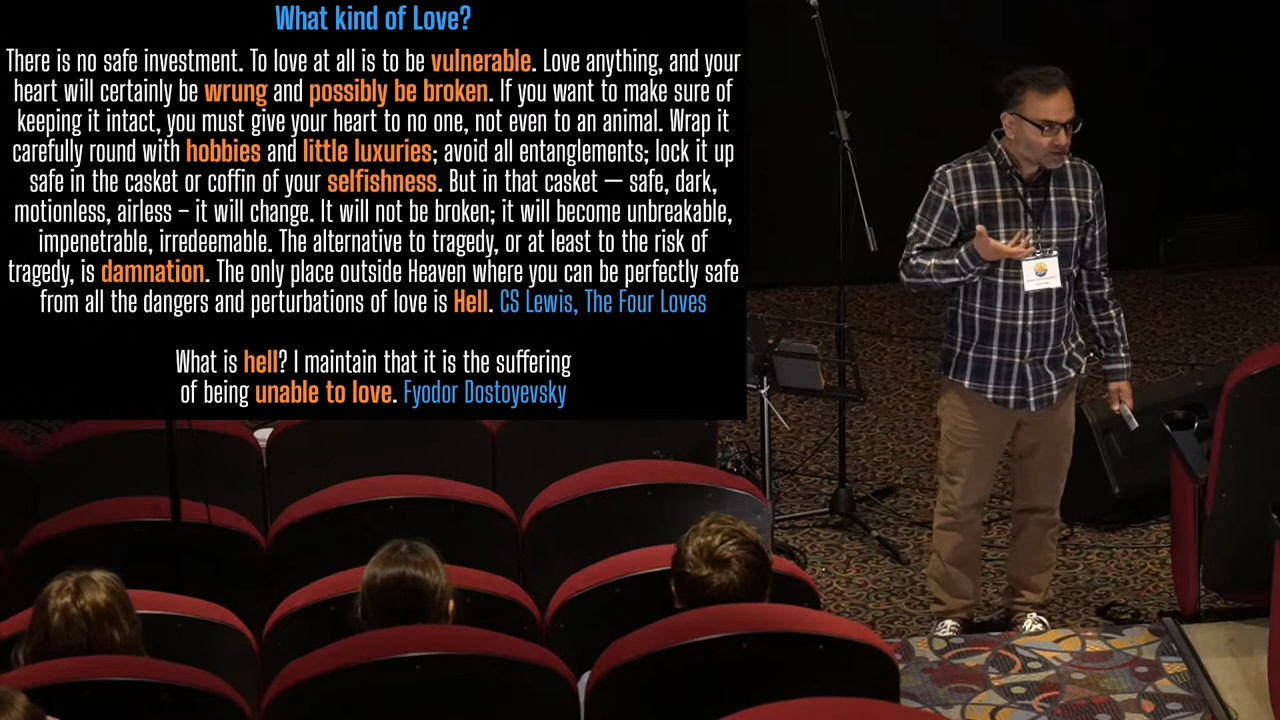 What kind of Love?
There is no safe investment. To love at all is to be vulnerable. Love anything, and your
heart will certainly be wrung and possibly be broken. If you want to make sure of
keeping it intact, you must give your heart to no one, not even to an animal. Wrap it
carefully round with hobbies and little luxuries; avoid all entanglements; lock it up
safe in the casket or coffin of your selfishness. But in that casket — safe, dark,
motionless, airless – it will change. It will not be broken; it will become unbreakable,
impenetrable, irredeemable. The alternative to tragedy, or at least to the risk of
tragedy, is damnation. The only place outside Heaven where you can be perfectly safe
from all the dangers and perturbations of love is Hell. CS Lewis, The Four Loves
What is hell? I maintain that it is the suffering
of being unable to love. Fyodor Dostoyevsky